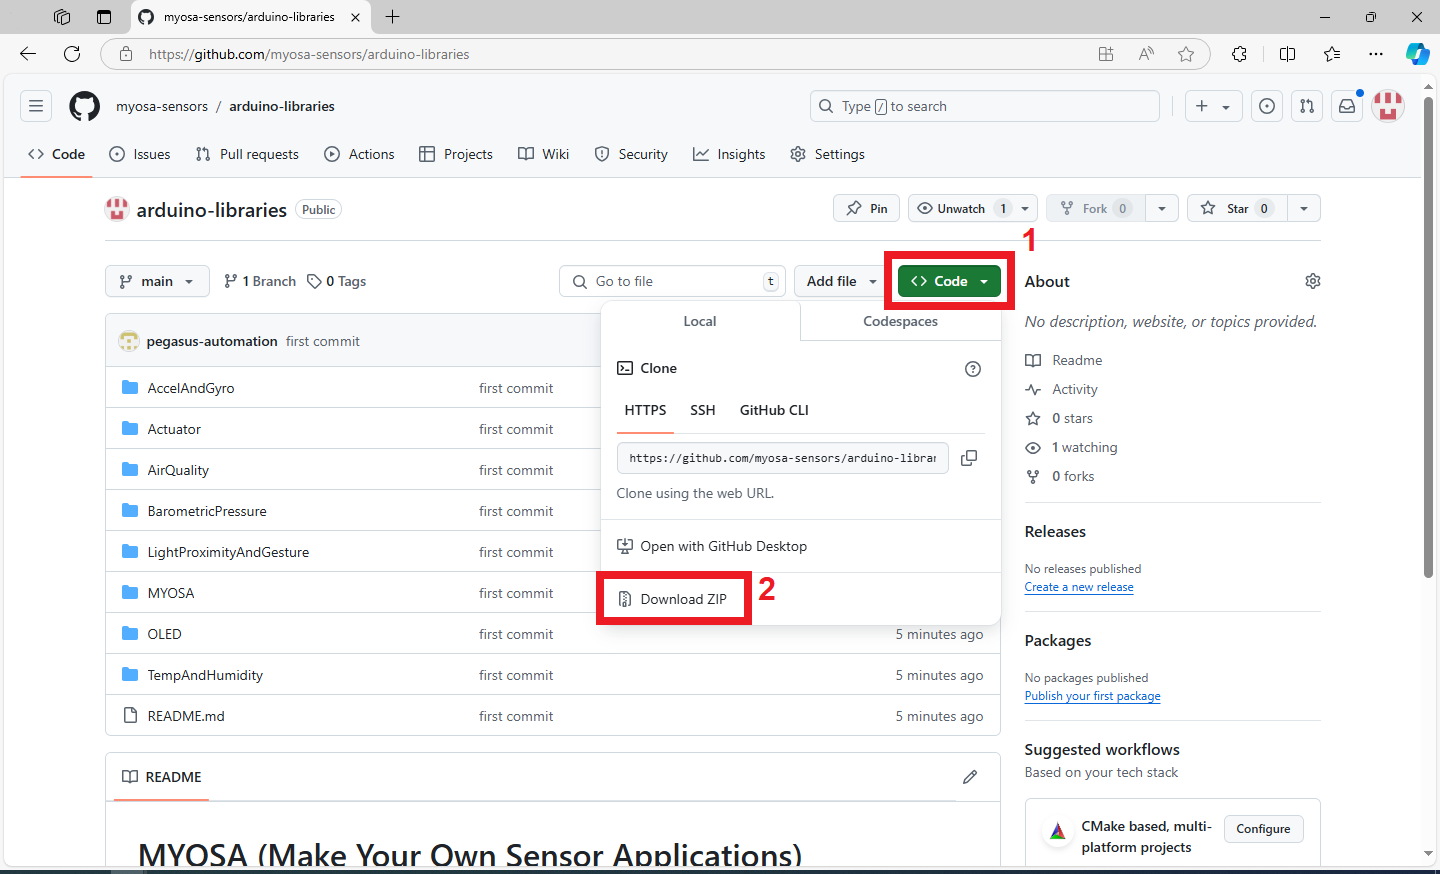 myosa-sensors/arduino-libraries
https://github.com/myosa-sensors/arduino-libraries
myosa-sensors / arduino-libraries
Type / to search
Code Issues Pull requests Actions Projects Wiki Security Insights Settings
arduino-libraries Public
Pin Unwatch 1 Fork 0 Star 0
1
main 1 Branch 0 Tags Go to file t Add file Code
Local Codespaces
Clone
HTTPS SSH GitHub CLI
https://github.com/myosa-sensors/arduino-librar
Clone using the web URL.
Open with GitHub Desktop
Download ZIP 2
pegasus-automation first commit
AccelAndGyro first commit
Actuator first commit
AirQuality first commit
BarometricPressure first commit
LightProximityAndGesture first commit
MYOSA first commit
OLED first commit 5 minutes ago
TempAndHumidity first commit 5 minutes ago
README.md first commit 5 minutes ago
README
MYOSA (Make Your Own Sensor Applications)
About
No description, website, or topics provided.
Readme
Activity
0 stars
1 watching
0 forks
Releases
No releases published
Create a new release
Packages
No packages published
Publish your first package
Suggested workflows
Based on your tech stack
CMake based, multi-
platform projects
Configure